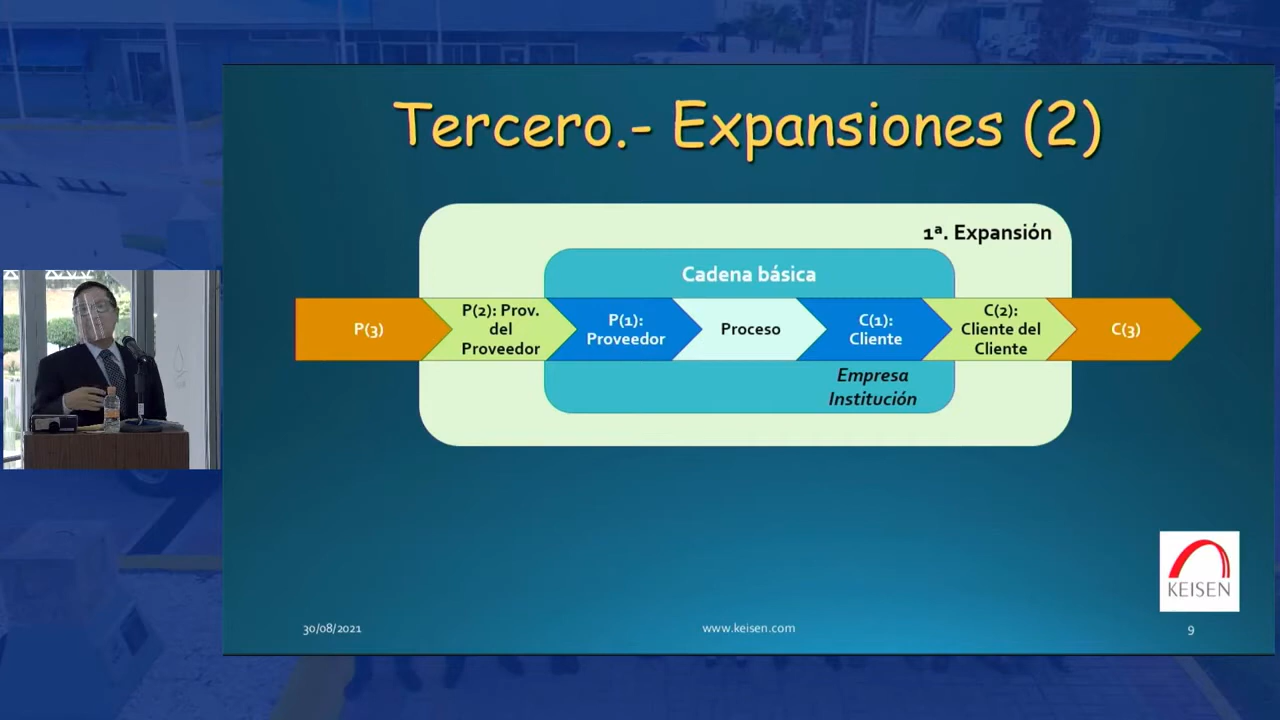 Tercero.- Expansiones (2)
1ª. Expansión
Cadena básica
P(3)
P(2): Prov.
del
Proveedor
P(1):
Proveedor
Proceso
C(1):
Cliente
C(2):
Cliente del
Cliente
C(3)
Empresa
Institución
KEISEN
30/08/2021
www.keisen.com
9